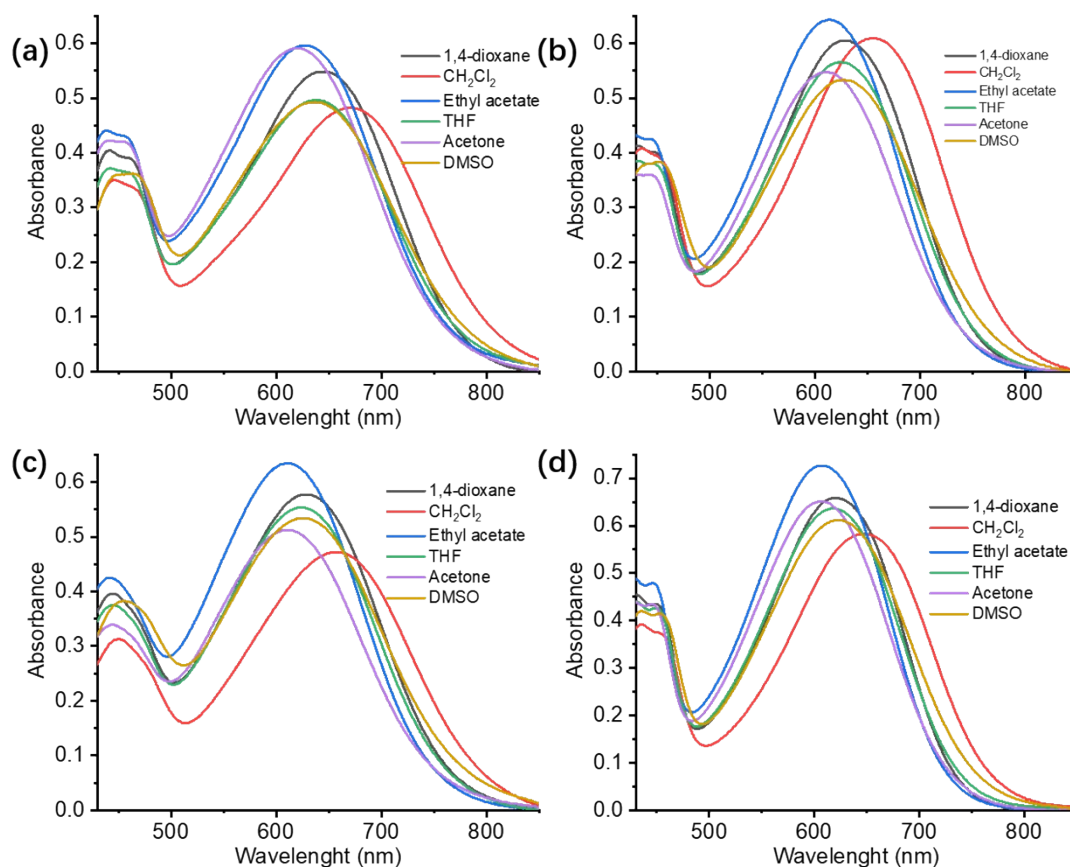 (a)
0.6
0.5
0.4
0.3
0.2
0.1
0.0
Absorbance
1,4-dioxane
CH₂Cl₂
Ethyl acetate
THF
Acetone
DMSO
500 600 700 800
Wavelenght (nm)
(b)
0.6
0.5
0.4
0.3
0.2
0.1
0.0
Absorbance
1,4-dioxane
CH₂Cl₂
Ethyl acetate
THF
Acetone
DMSO
500 600 700 800
Wavelenght (nm)
(c)
0.6
0.5
0.4
0.3
0.2
0.1
0.0
Absorbance
1,4-dioxane
CH₂Cl₂
Ethyl acetate
THF
Acetone
DMSO
500 600 700 800
Wavelenght (nm)
(d)
0.7
0.6
0.5
0.4
0.3
0.2
0.1
0.0
Absorbance
1,4-dioxane
CH₂Cl₂
Ethyl acetate
THF
Acetone
DMSO
500 600 700 800
Wavelenght (nm)